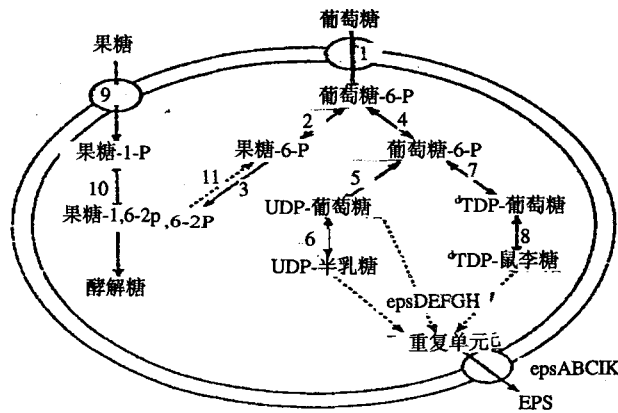 葡萄糖
果糖
1
9
葡萄糖-6-P
2
4
果糖-1-P
果糖-6-P
葡萄糖-6-P
11
3
5
7
10
果糖-1,6-2p
,6-2P
UDP-葡萄糖
dTDP-葡萄糖
6
8
酵解糖
UDP-半乳糖
dTDP-鼠李糖
epsDEFGH
重复单元
epsABCIK
EPS